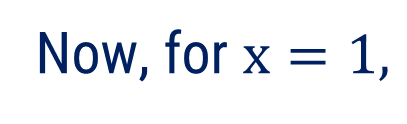 Now, for x = 1,